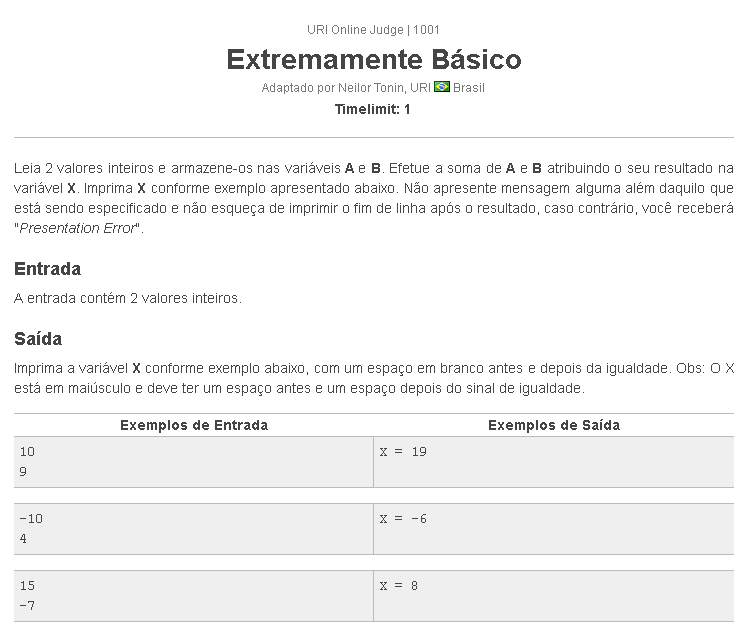 URI Online Judge | 1001
Extremamente Básico
Adaptado por Neilor Tonin, URI Brasil
Timelimit: 1
Leia 2 valores inteiros e armazene-os nas variáveis A e B. Efetue a soma de A e B atribuindo o seu resultado na
variável X. Imprima X conforme exemplo apresentado abaixo. Não apresente mensagem alguma além daquilo que
está sendo especificado e não esqueça de imprimir o fim de linha após o resultado, caso contrário, você receberá
"Presentation Error".
Entrada
A entrada contém 2 valores inteiros.
Saída
Imprima a variável X conforme exemplo abaixo, com um espaço em branco antes e depois da igualdade. Obs: O X
está em maiúsculo e deve ter um espaço antes e um espaço depois do sinal de igualdade.
Exemplos de Entrada Exemplos de Saída
10 X = 19
9
-10 X = -6
4
15 X = 8
-7